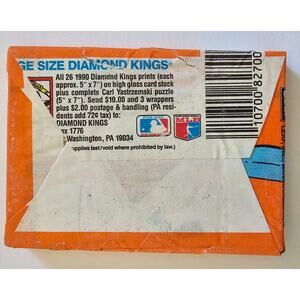 GE SIZE DIAMOND KINGS®
All 26 1990 Diamond Kings prints (each
approx. 5" x 7") on high gloss card stock
plus complete Carl Yastrzemski puzzle
(5" x 7"). Send $10.00 and 3 wrappers
plus $2.00 postage & handling (PA resi-
dents add 72¢ tax) to:
DIAMOND KINGS
ox 1776
Washington, PA 19034
applies last/void where prohibited by law.)
10700 82700